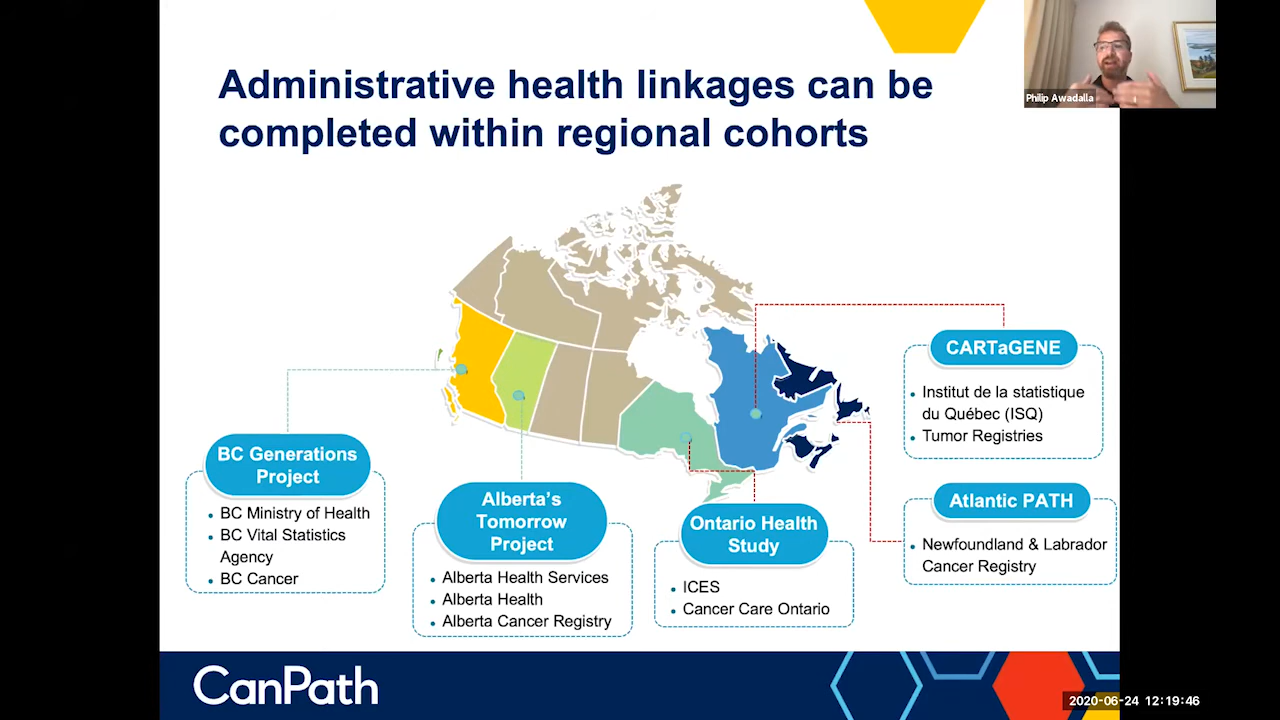 Administrative health linkages can be
completed within regional cohorts
Philip Awadalla
CARTaGENE
• Institut de la statistique
du Québec (ISQ)
• Tumor Registries
BC Generations
Project
• BC Ministry of Health
• BC Vital Statistics
Agency
• BC Cancer
Alberta's
Tomorrow
Project
• Alberta Health Services
• Alberta Health
• Alberta Cancer Registry
Ontario Health
Study
• ICES
• Cancer Care Ontario
Atlantic PATH
• Newfoundland & Labrador
Cancer Registry
CanPath
2020-06-24 12:19:46